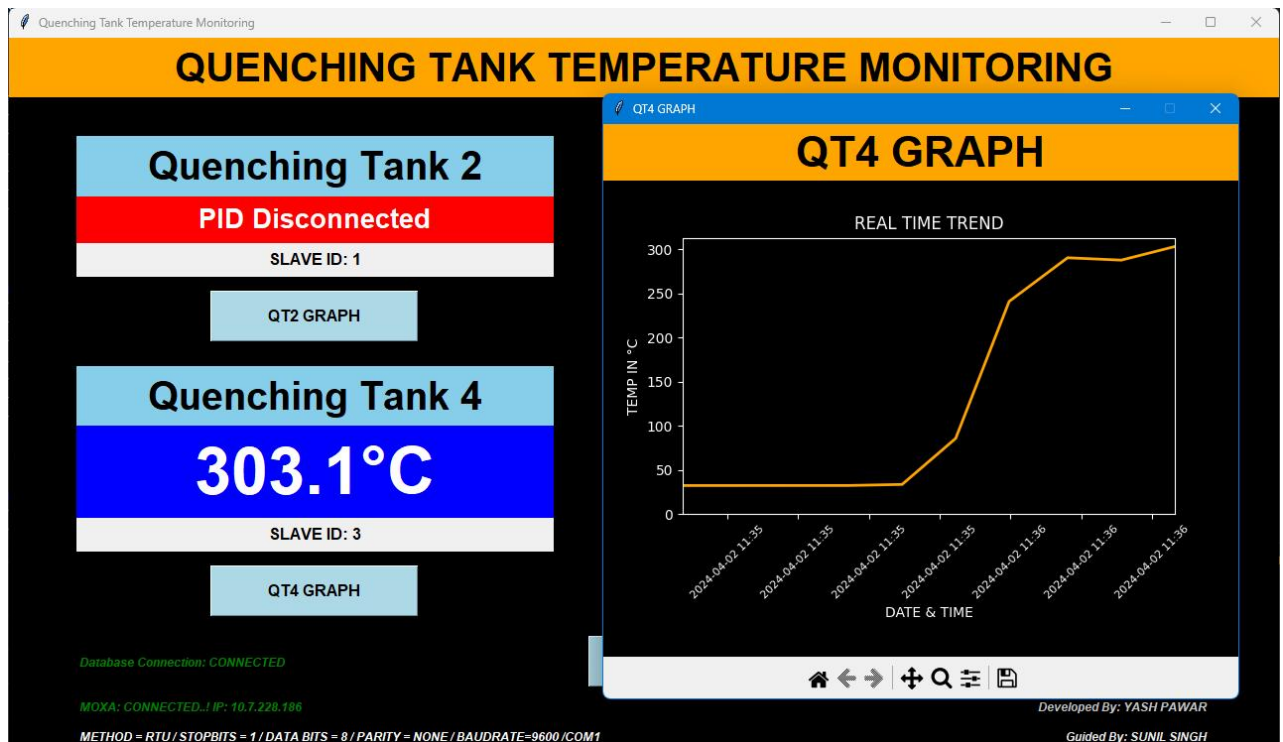 Quenching Tank Temperature Monitoring
QUENCHING TANK TEMPERATURE MONITORING
Quenching Tank 2
PID Disconnected
SLAVE ID: 1
QT2 GRAPH
Quenching Tank 4
303.1°C
SLAVE ID: 3
QT4 GRAPH
QT4 GRAPH
QT4 GRAPH
REAL TIME TREND
300
250
200
150
100
50
0
TEMP IN °C
2024-04-02 11:35
2024-04-02 11:35
2024-04-02 11:35
2024-04-02 11:35
2024-04-02 11:36
2024-04-02 11:36
2024-04-02 11:36
DATE & TIME
Database Connection: CONNECTED
MOXA: CONNECTED..! IP: 10.7.228.186
Developed By: YASH PAWAR
METHOD = RTU / STOPBITS = 1 / DATA BITS = 8 / PARITY = NONE / BAUDRATE=9600 /COM1
Guided By: SUNIL SINGH